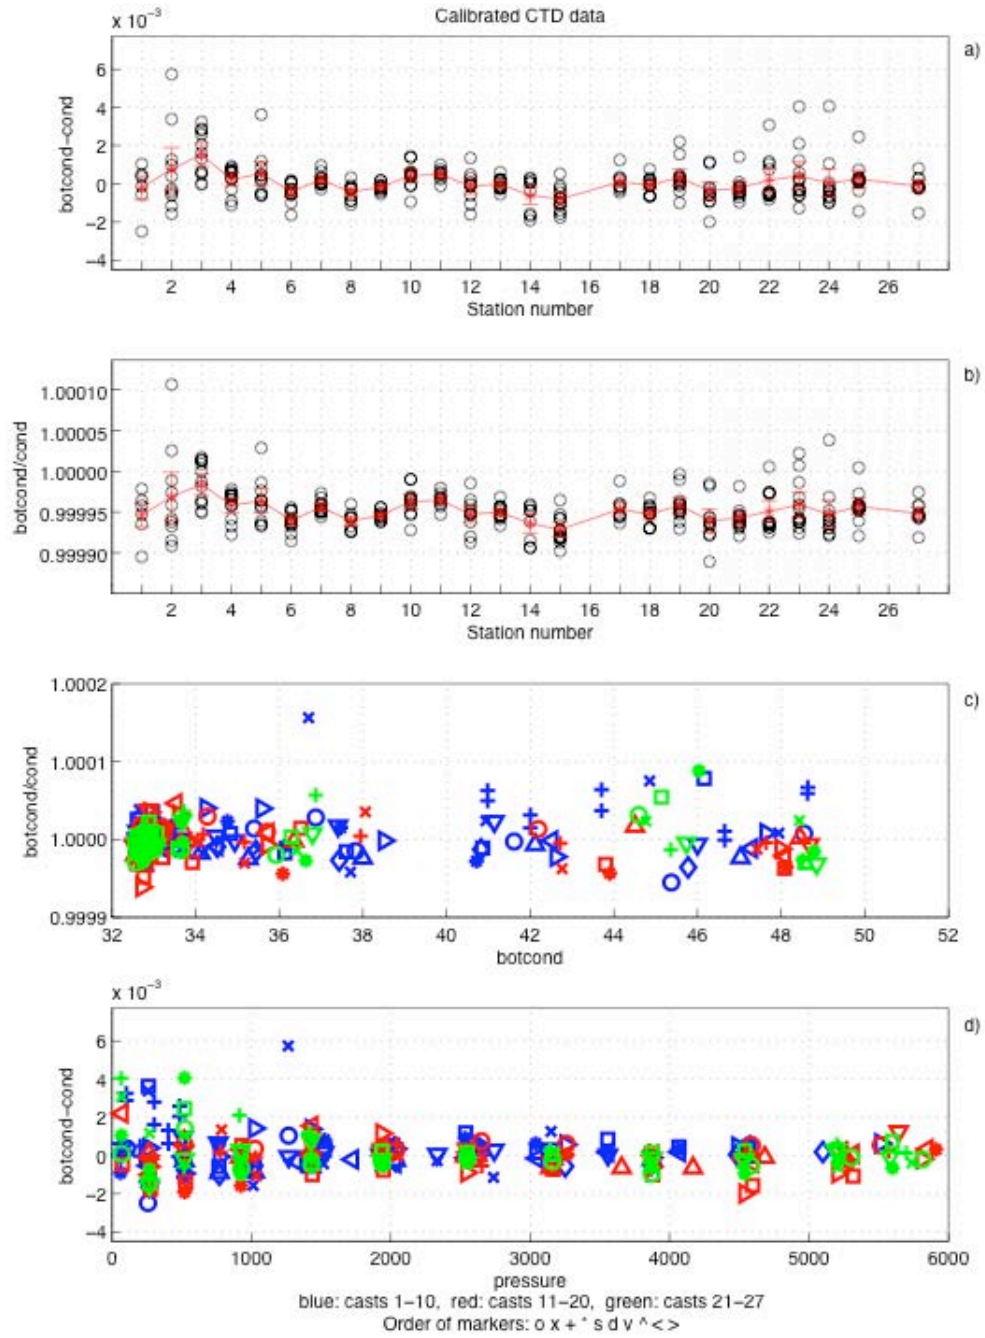 Calibrated CTD data
x 10⁻³
a)
6
4
2
0
−2
−4
botcond−cond
2 4 6 8 10 12 14 16 18 20 22 24 26
Station number
b)
1.00010
1.00005
1.00000
0.99995
0.99990
botcond/cond
2 4 6 8 10 12 14 16 18 20 22 24 26
Station number
c)
1.0002
1.0001
1.0000
0.9999
botcond/cond
32 34 36 38 40 42 44 46 48 50 52
botcond
x 10⁻³
d)
6
4
2
0
−2
−4
botcond−cond
0 1000 2000 3000 4000 5000 6000
pressure
blue: casts 1−10, red: casts 11−20, green: casts 21−27
Order of markers: o x + * s d v ^ < >